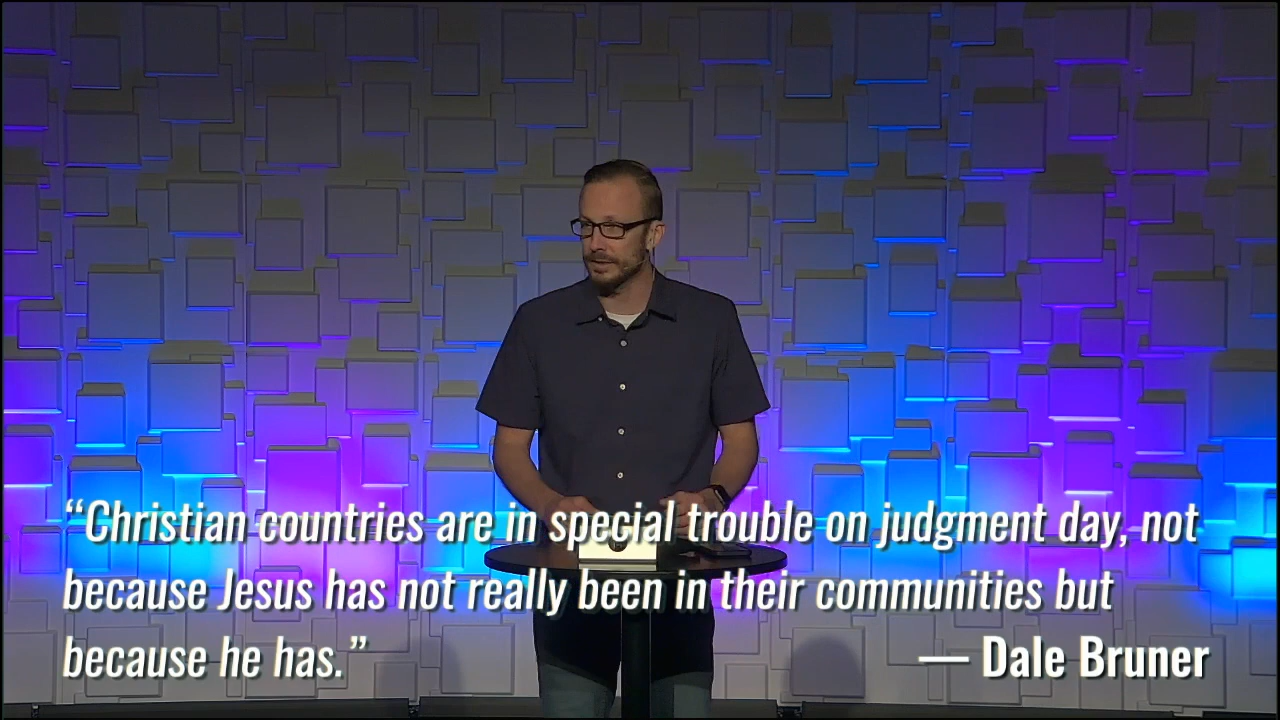 “Christian countries are in special trouble on judgment day, not
because Jesus has not really been in their communities but
because he has.” — Dale Bruner